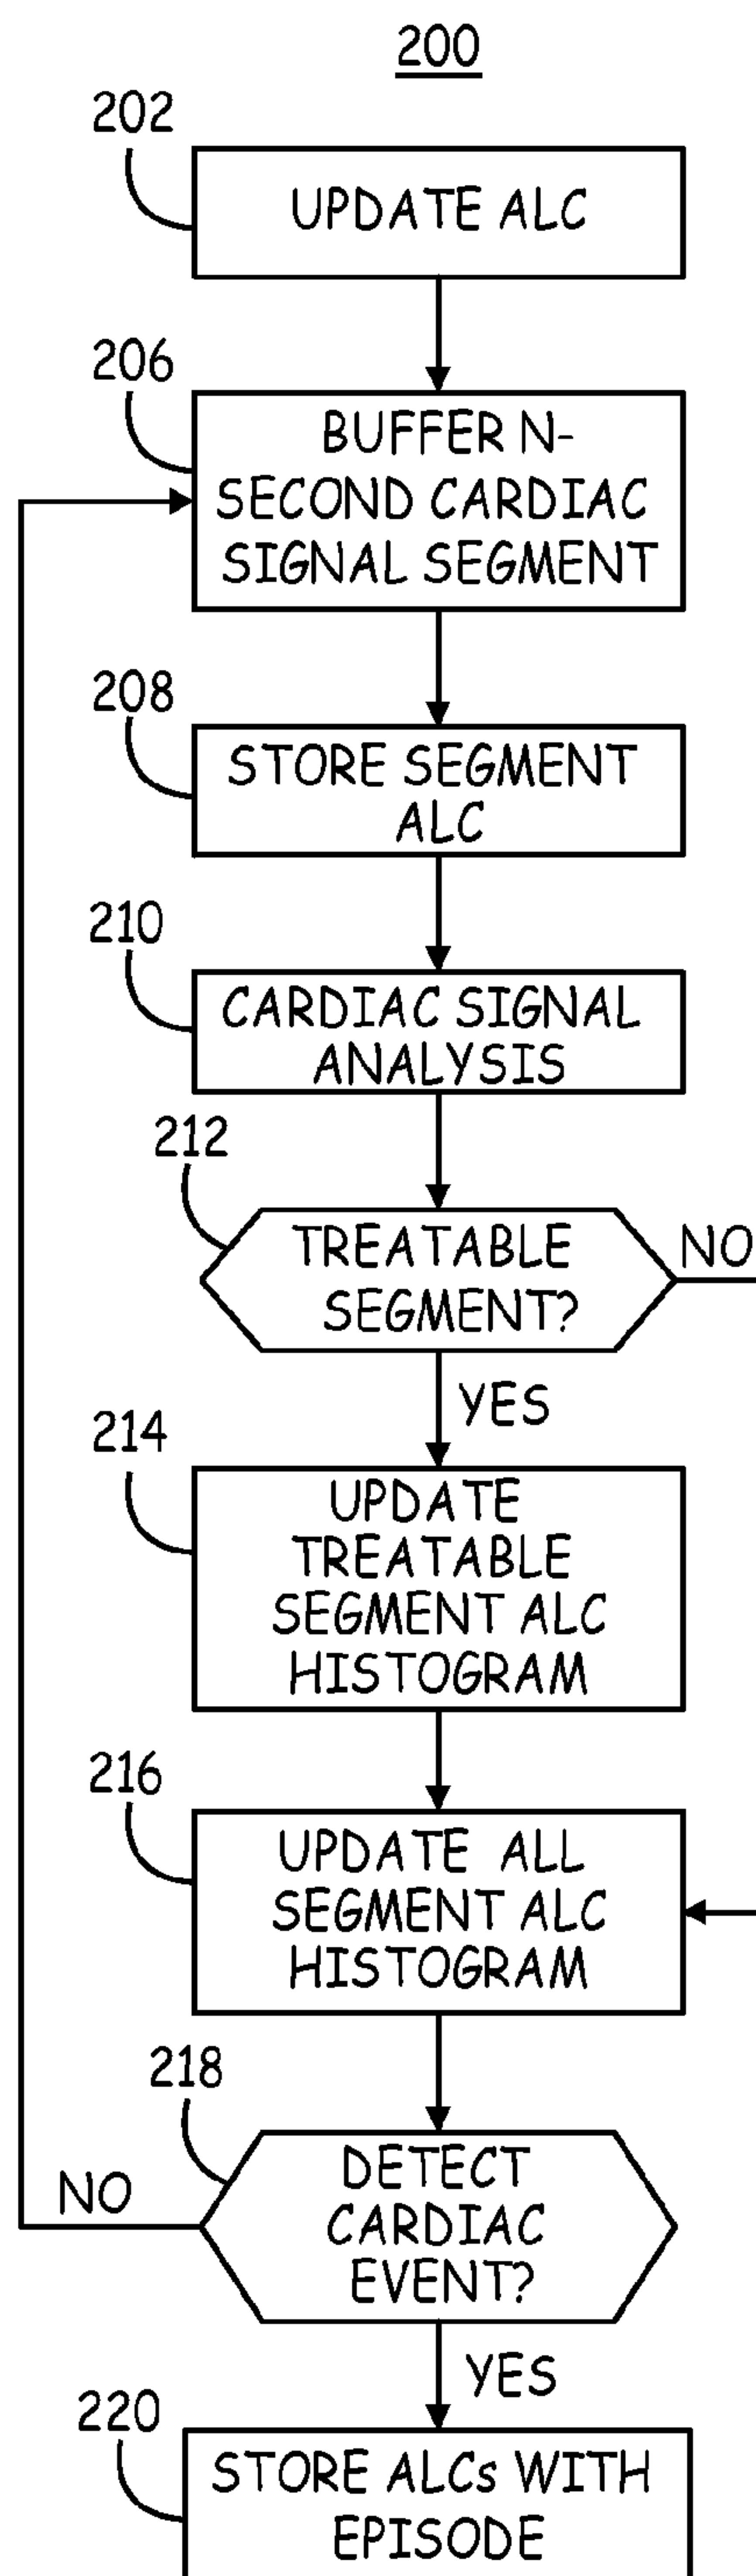 200
202
UPDATE ALC
206
BUFFER N-
SECOND CARDIAC
SIGNAL SEGMENT
208
STORE SEGMENT
ALC
210
CARDIAC SIGNAL
ANALYSIS
212
TREATABLE
SEGMENT?
NO
YES
214
UPDATE
TREATABLE
SEGMENT ALC
HISTOGRAM
216
UPDATE ALL
SEGMENT ALC
HISTOGRAM
218
DETECT
CARDIAC
EVENT?
NO
YES
220
STORE ALCs WITH
EPISODE